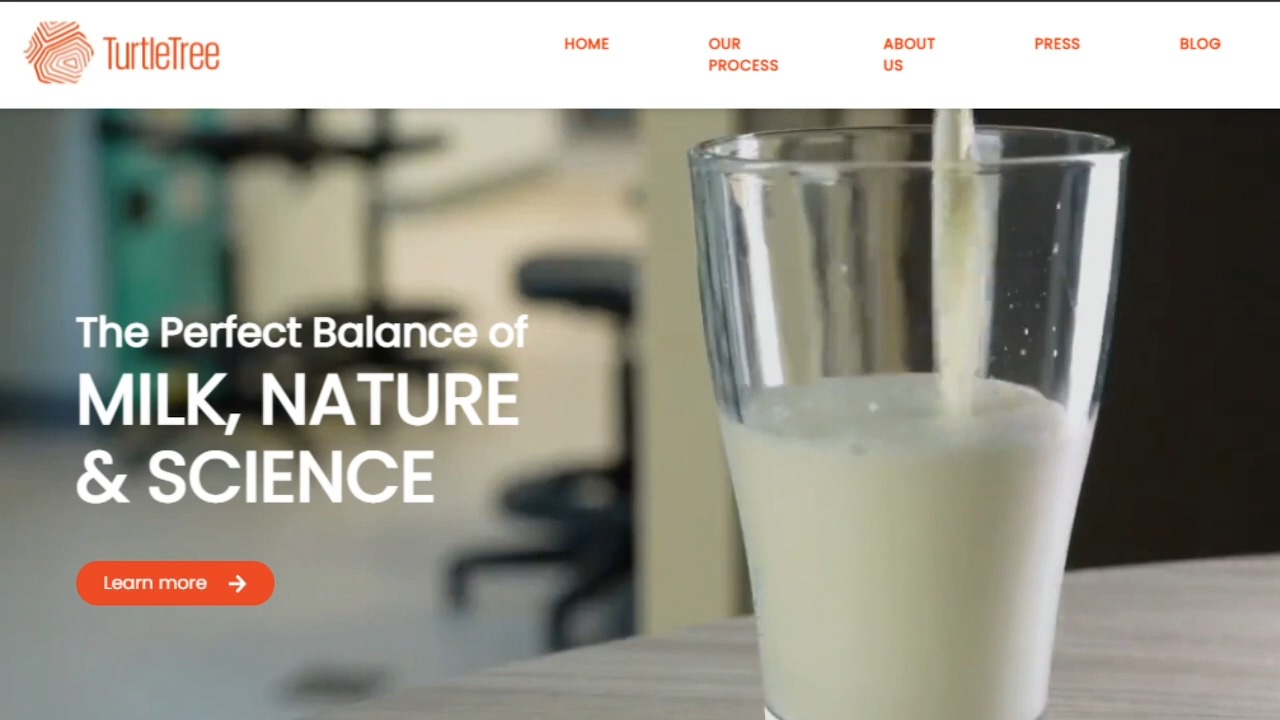 TurtleTree
HOME
OUR
PROCESS
ABOUT
US
PRESS
BLOG
The Perfect Balance of
MILK, NATURE
& SCIENCE
Learn more